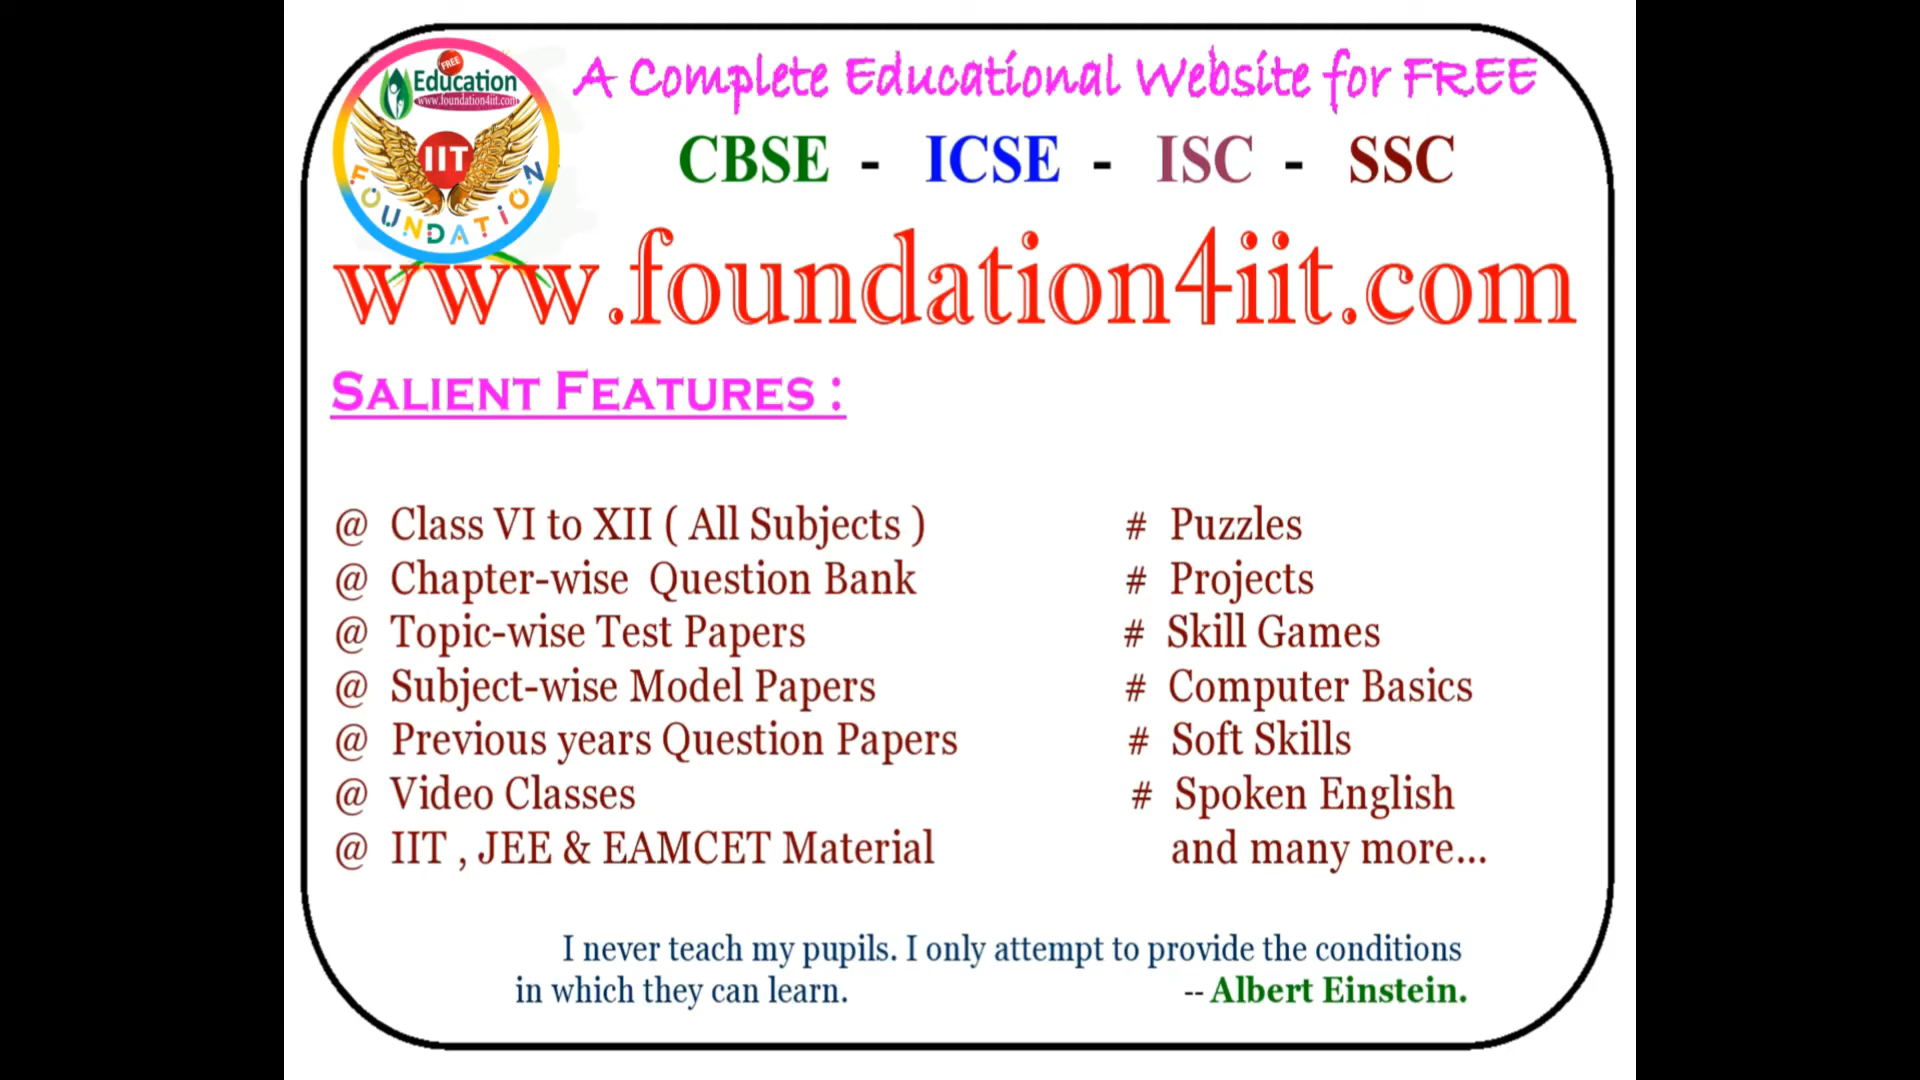 FREE
Education
www.foundation4iit.com
IIT
FOUNDATION
A Complete Educational Website for FREE
CBSE - ICSE - ISC - SSC
www.foundation4iit.com
SALIENT FEATURES :
@ Class VI to XII ( All Subjects )
@ Chapter-wise Question Bank
@ Topic-wise Test Papers
@ Subject-wise Model Papers
@ Previous years Question Papers
@ Video Classes
@ IIT , JEE & EAMCET Material
# Puzzles
# Projects
# Skill Games
# Computer Basics
# Soft Skills
# Spoken English
and many more...
I never teach my pupils. I only attempt to provide the conditions
in which they can learn. -- Albert Einstein.